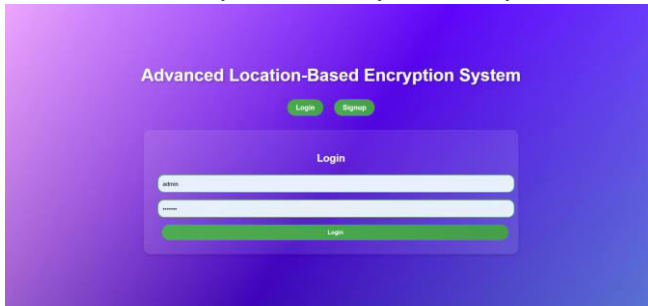 Advanced Location-Based Encryption System
Login Signup
Login
admin
•••••••
Login